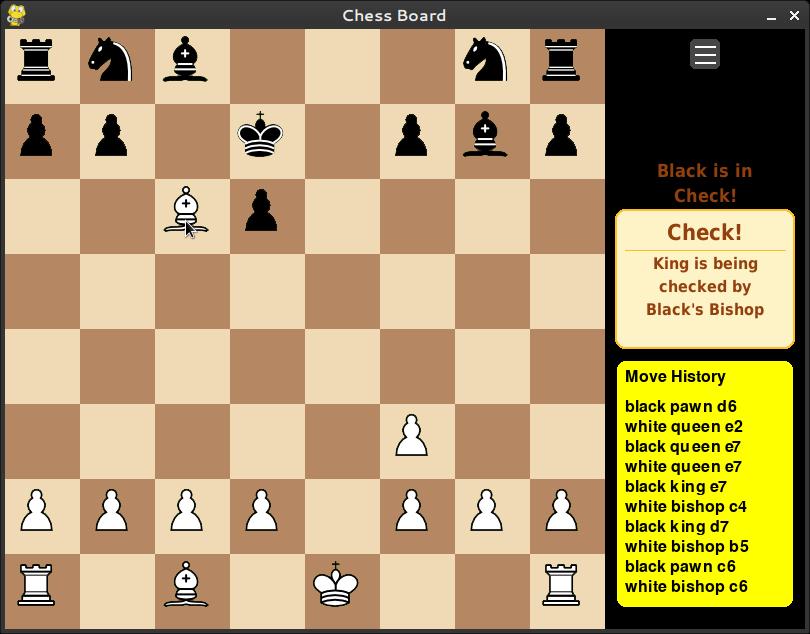 Chess Board
Black is in
Check!
Check!
King is being
checked by
Black's Bishop
Move History
black pawn d6
white queen e2
black queen e7
white queen e7
black king e7
white bishop c4
black king d7
white bishop b5
black pawn c6
white bishop c6